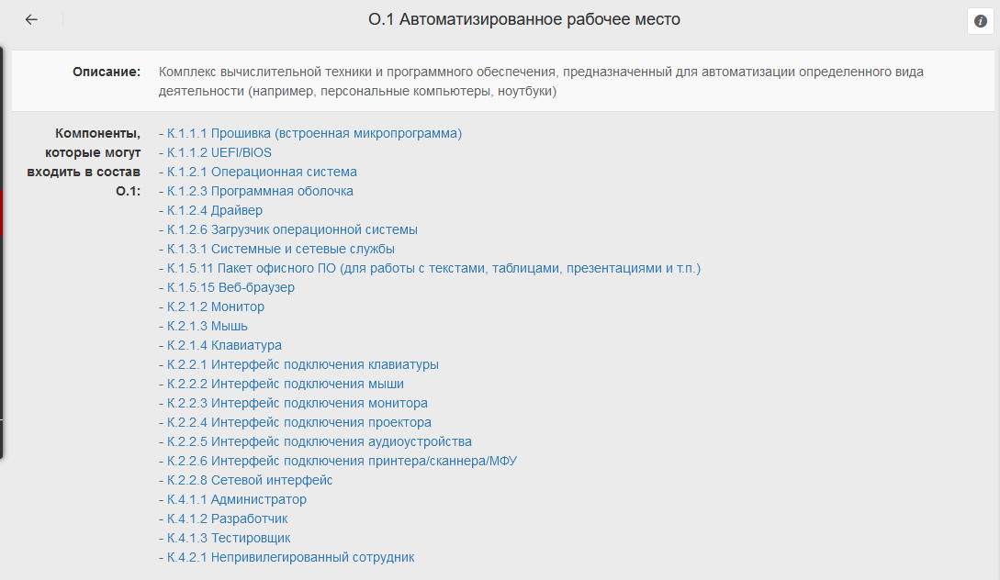 О.1 Автоматизированное рабочее место
Описание:
Комплекс вычислительной техники и программного обеспечения, предназначенный для автоматизации определенного вида
деятельности (например, персональные компьютеры, ноутбуки)
Компоненты,
которые могут
входить в состав
О.1:
- К.1.1.1 Прошивка (встроенная микропрограмма)
- К.1.1.2 UEFI/BIOS
- К.1.2.1 Операционная система
- К.1.2.3 Программная оболочка
- К.1.2.4 Драйвер
- К.1.2.6 Загрузчик операционной системы
- К.1.3.1 Системные и сетевые службы
- К.1.5.11 Пакет офисного ПО (для работы с текстами, таблицами, презентациями и т.п.)
- К.1.5.15 Веб-браузер
- К.2.1.2 Монитор
- К.2.1.3 Мышь
- К.2.1.4 Клавиатура
- К.2.2.1 Интерфейс подключения клавиатуры
- К.2.2.2 Интерфейс подключения мыши
- К.2.2.3 Интерфейс подключения монитора
- К.2.2.4 Интерфейс подключения проектора
- К.2.2.5 Интерфейс подключения аудиоустройства
- К.2.2.6 Интерфейс подключения принтера/сканнера/МФУ
- К.2.2.8 Сетевой интерфейс
- К.4.1.1 Администратор
- К.4.1.2 Разработчик
- К.4.1.3 Тестировщик
- К.4.2.1 Непривилегированный сотрудник